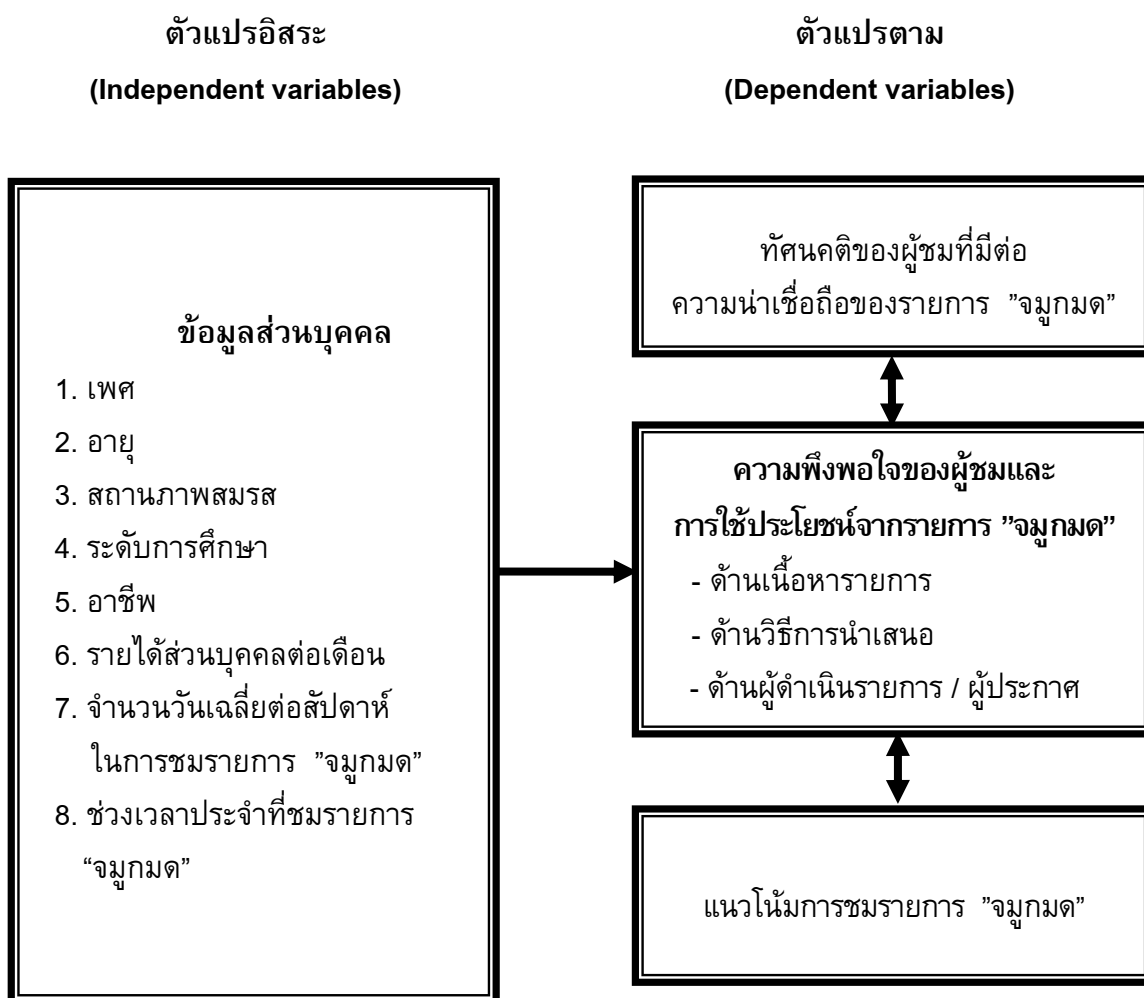 ตัวแปรอิสระ
(Independent variables)
ข้อมูลส่วนบุคคล
1. เพศ
2. อายุ
3. สถานภาพสมรส
4. ระดับการศึกษา
5. อาชีพ
6. รายได้ส่วนบุคคลต่อเดือน
7. จำนวนวันเฉลี่ยต่อสัปดาห์
ในการชมรายการ ”จมูกมด”
8. ช่วงเวลาประจำที่ชมรายการ
“จมูกมด”
ตัวแปรตาม
(Dependent variables)
ทัศนคติของผู้ชมที่มีต่อ
ความน่าเชื่อถือของรายการ ”จมูกมด”
ความพึงพอใจของผู้ชมและ
การใช้ประโยชน์จากรายการ ”จมูกมด”
- ด้านเนื้อหารายการ
- ด้านวิธีการนำเสนอ
- ด้านผู้ดำเนินรายการ / ผู้ประกาศ
แนวโน้มการชมรายการ ”จมูกมด”